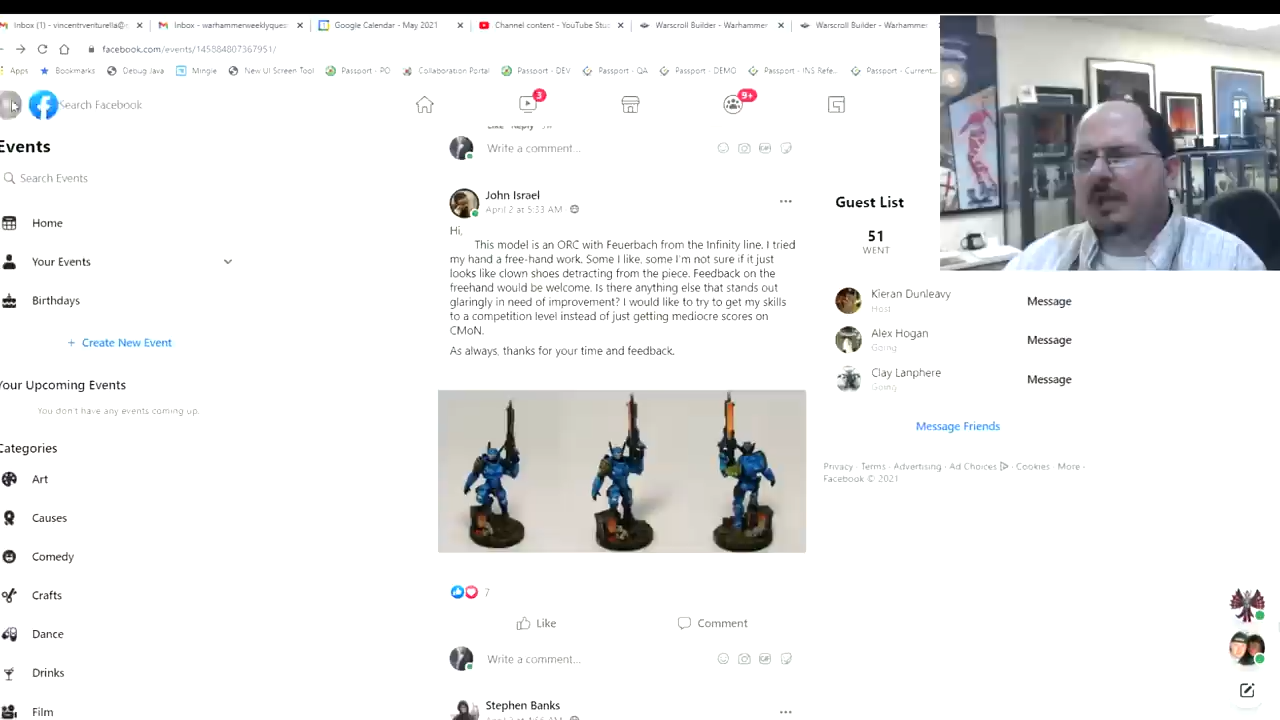 Inbox - vincentrventurella@
Inbox - warhammerweeklyques
Google Calendar - May 2021
Channel content - YouTube Stu
Warscroll Builder - Warhammer
Warscroll Builder - Warhammer
facebook.com/events/145884807367951/
Apps
Bookmarks
Debug Java
Mingle
New UI Screen Tool
Passport - PO
Collaboration Portal
Passport - DEV
Passport - QA
Passport - DEMO
Passport - INS Refe...
Passport - Current...
Search Facebook
3
9+
Events
Search Events
Home
Your Events
Birthdays
+ Create New Event
Your Upcoming Events
You don't have any events coming up.
Categories
Art
Causes
Comedy
Crafts
Dance
Drinks
Film
Like · Reply
Write a comment...
John Israel
April 2 at 5:33 AM
Hi,
This model is an ORC with Feuerbach from the Infinity line. I tried
my hand a free-hand work. Some I like, some I'm not sure if it just
looks like clown shoes detracting from the piece. Feedback on the
freehand would be welcome. Is there anything else that stands out
glaringly in need of improvement? I would like to try to get my skills
to a competition level instead of just getting mediocre scores on
CMoN.
As always, thanks for your time and feedback.
7
Like
Comment
Write a comment...
Stephen Banks
Guest List
51
WENT
Kieran Dunleavy
Host
Message
Alex Hogan
Going
Message
Clay Lanphere
Going
Message
Message Friends
Privacy · Terms · Advertising · Ad Choices · Cookies · More ·
Facebook © 2021